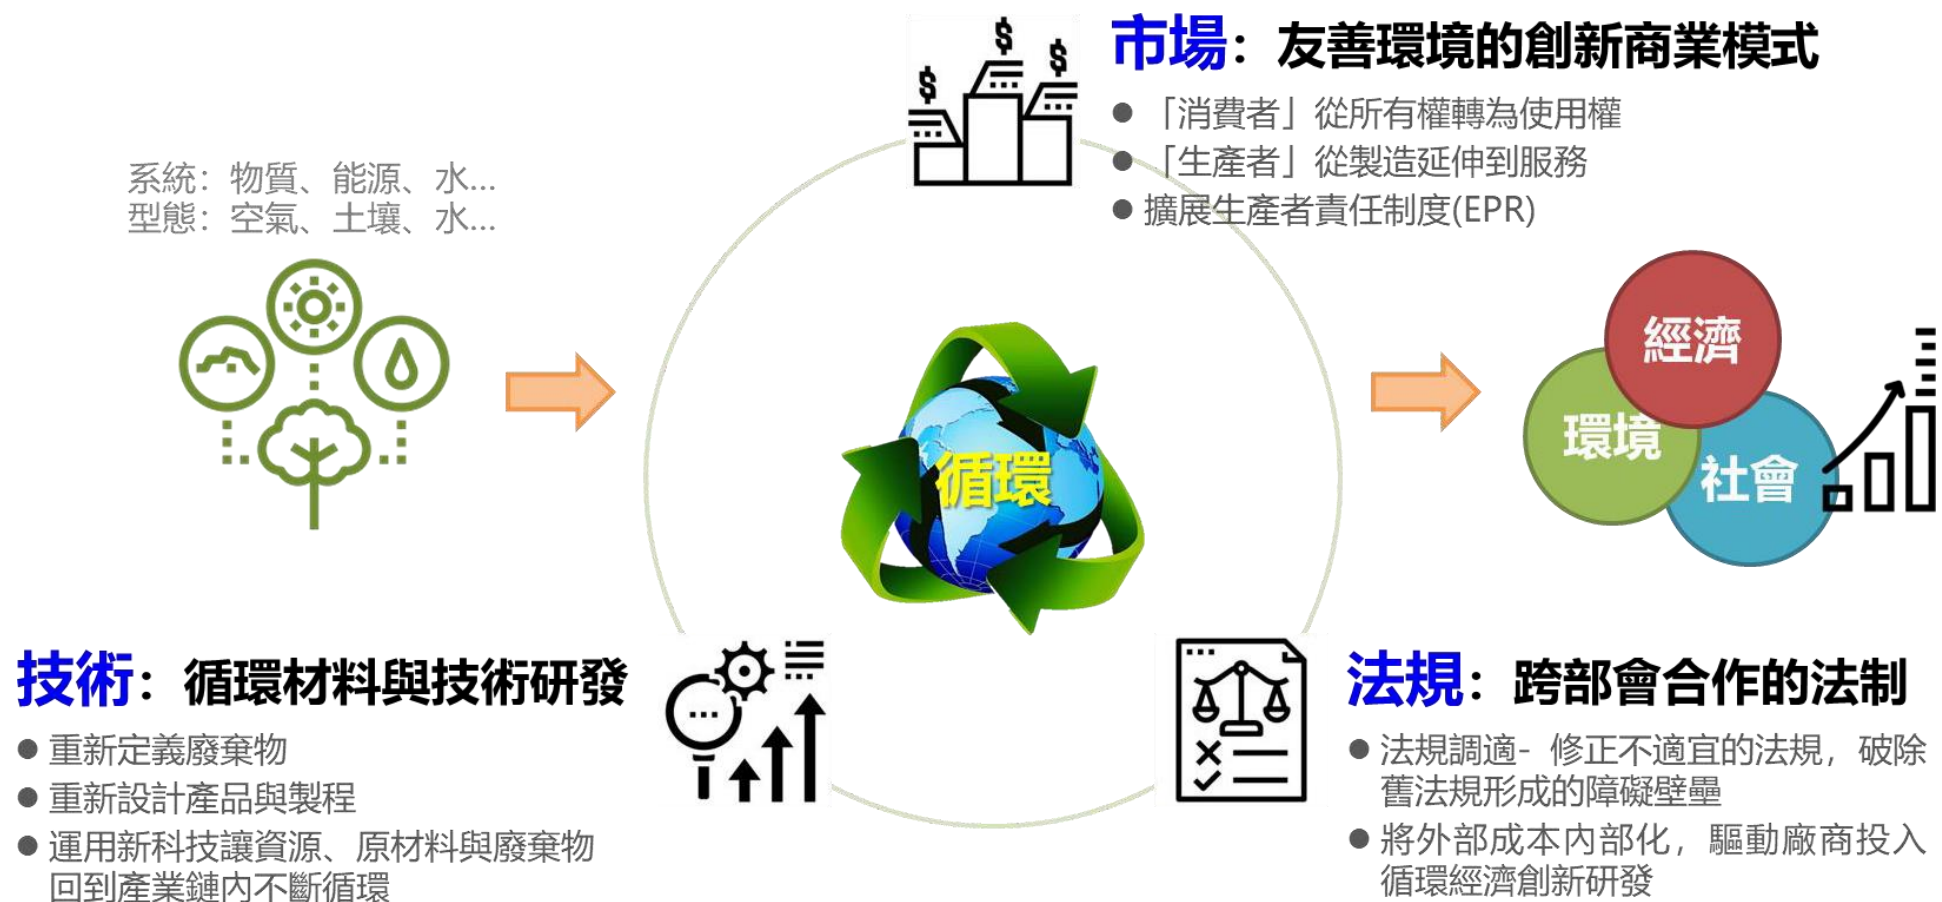 市場：友善環境的創新商業模式
● 「消費者」從所有權轉為使用權
● 「生產者」從製造延伸到服務
● 擴展生產者責任制度(EPR)
系統：物質、能源、水...
型態：空氣、土壤、水...
循環
經濟
環境
社會
技術：循環材料與技術研發
● 重新定義廢棄物
● 重新設計產品與製程
● 運用新科技讓資源、原材料與廢棄物
回到產業鏈內不斷循環
法規：跨部會合作的法制
● 法規調適- 修正不適宜的法規，破除
舊法規形成的障礙壁壘
● 將外部成本內部化，驅動廠商投入
循環經濟創新研發